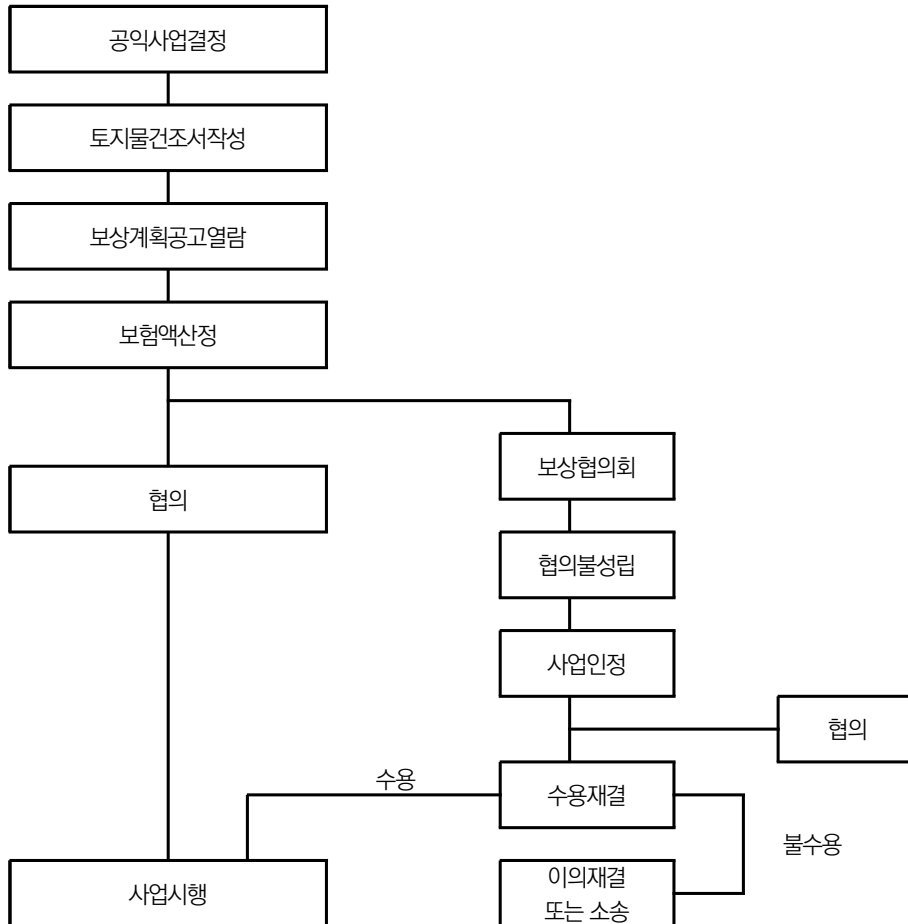 공익사업결정
토지물건조서작성
보상계획공고열람
보험액산정
보상협의회
협의
협의불성립
사업인정
협의
수용
수용재결
불수용
사업시행
이의재결
또는 소송